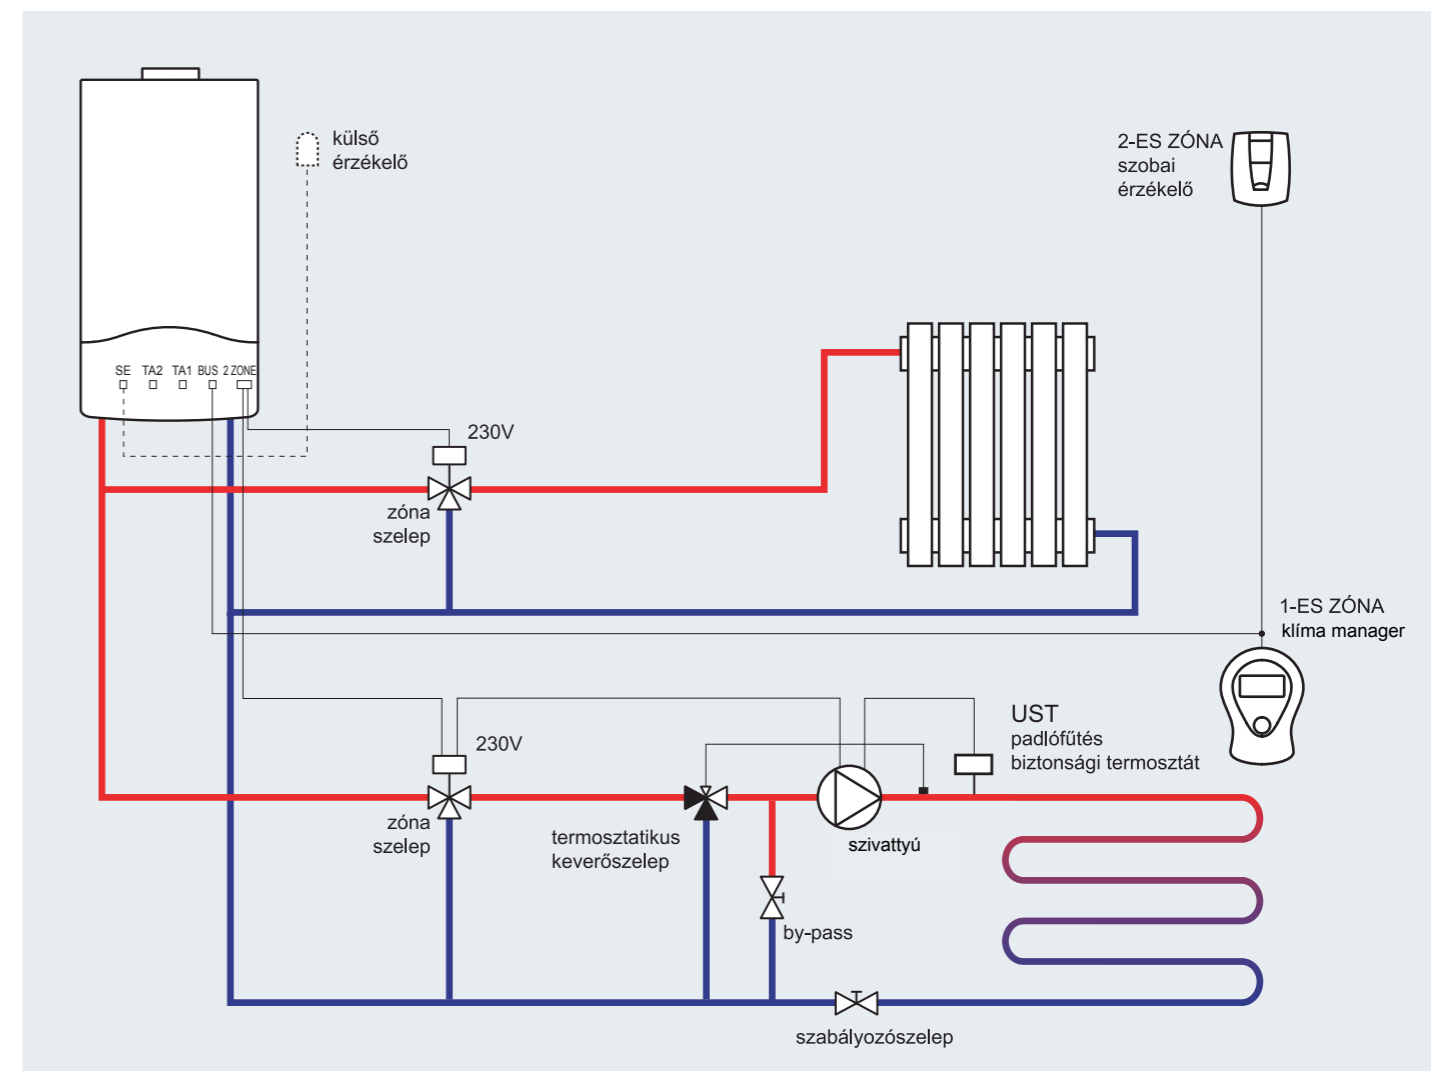 külső
érzékelő
2-ES ZÓNA
szobai
érzékelő
SE TA2 TA1 BUS 2 ZONE
230V
zóna
szelep
1-ES ZÓNA
klíma manager
UST
padlófűtés
biztonsági termosztát
230V
zóna
szelep
termosztatikus
keverőszelep
szivattyú
by-pass
szabályozószelep